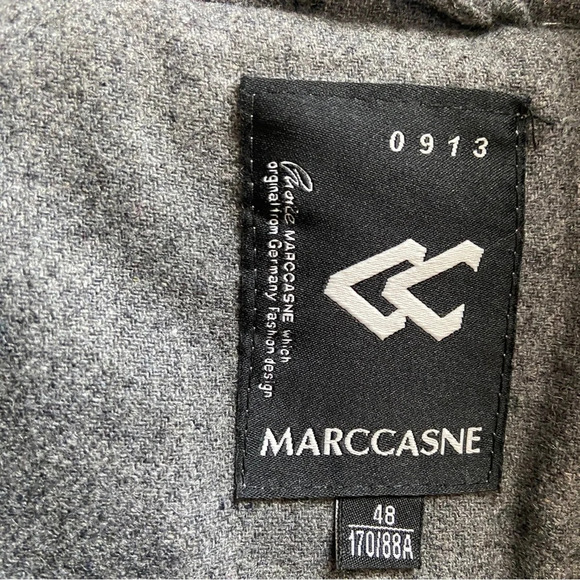 0913
Choice MARCCASNE which
orginal from Germany Fashion design
MARCCASNE
48
170/88A